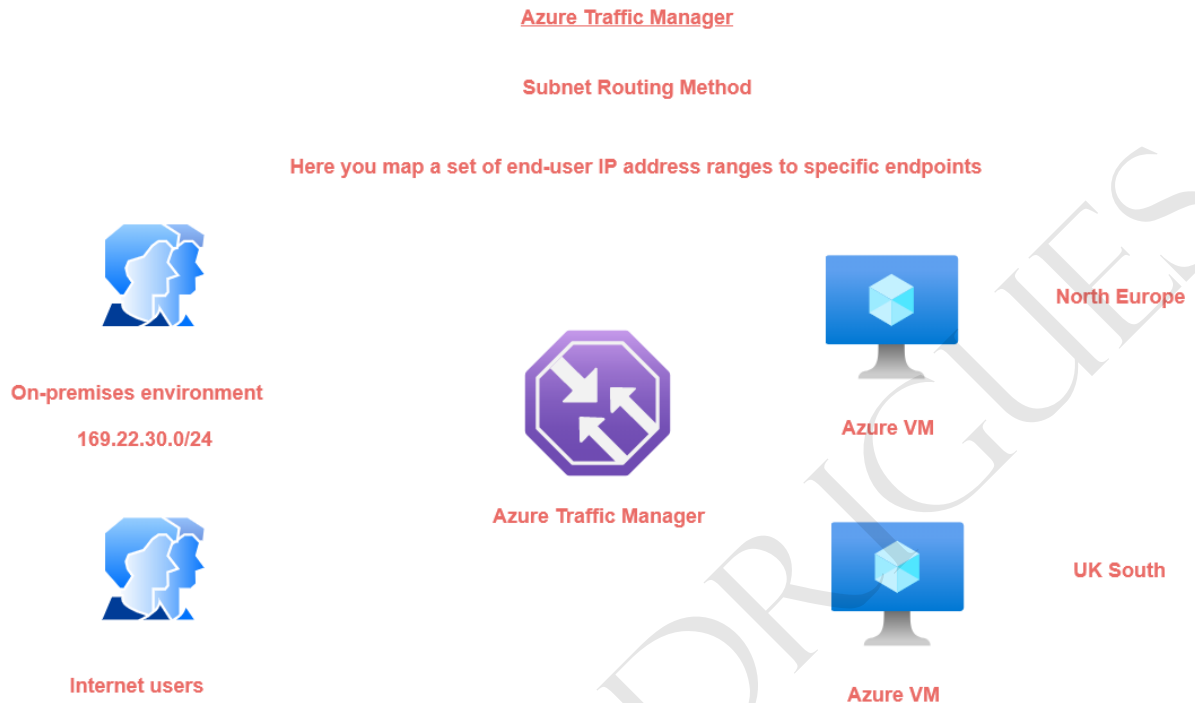 Azure Traffic Manager
Subnet Routing Method
Here you map a set of end-user IP address ranges to specific endpoints
North Europe
On-premises environment
169.22.30.0/24
Azure VM
Azure Traffic Manager
UK South
Internet users
Azure VM
DRIGUES